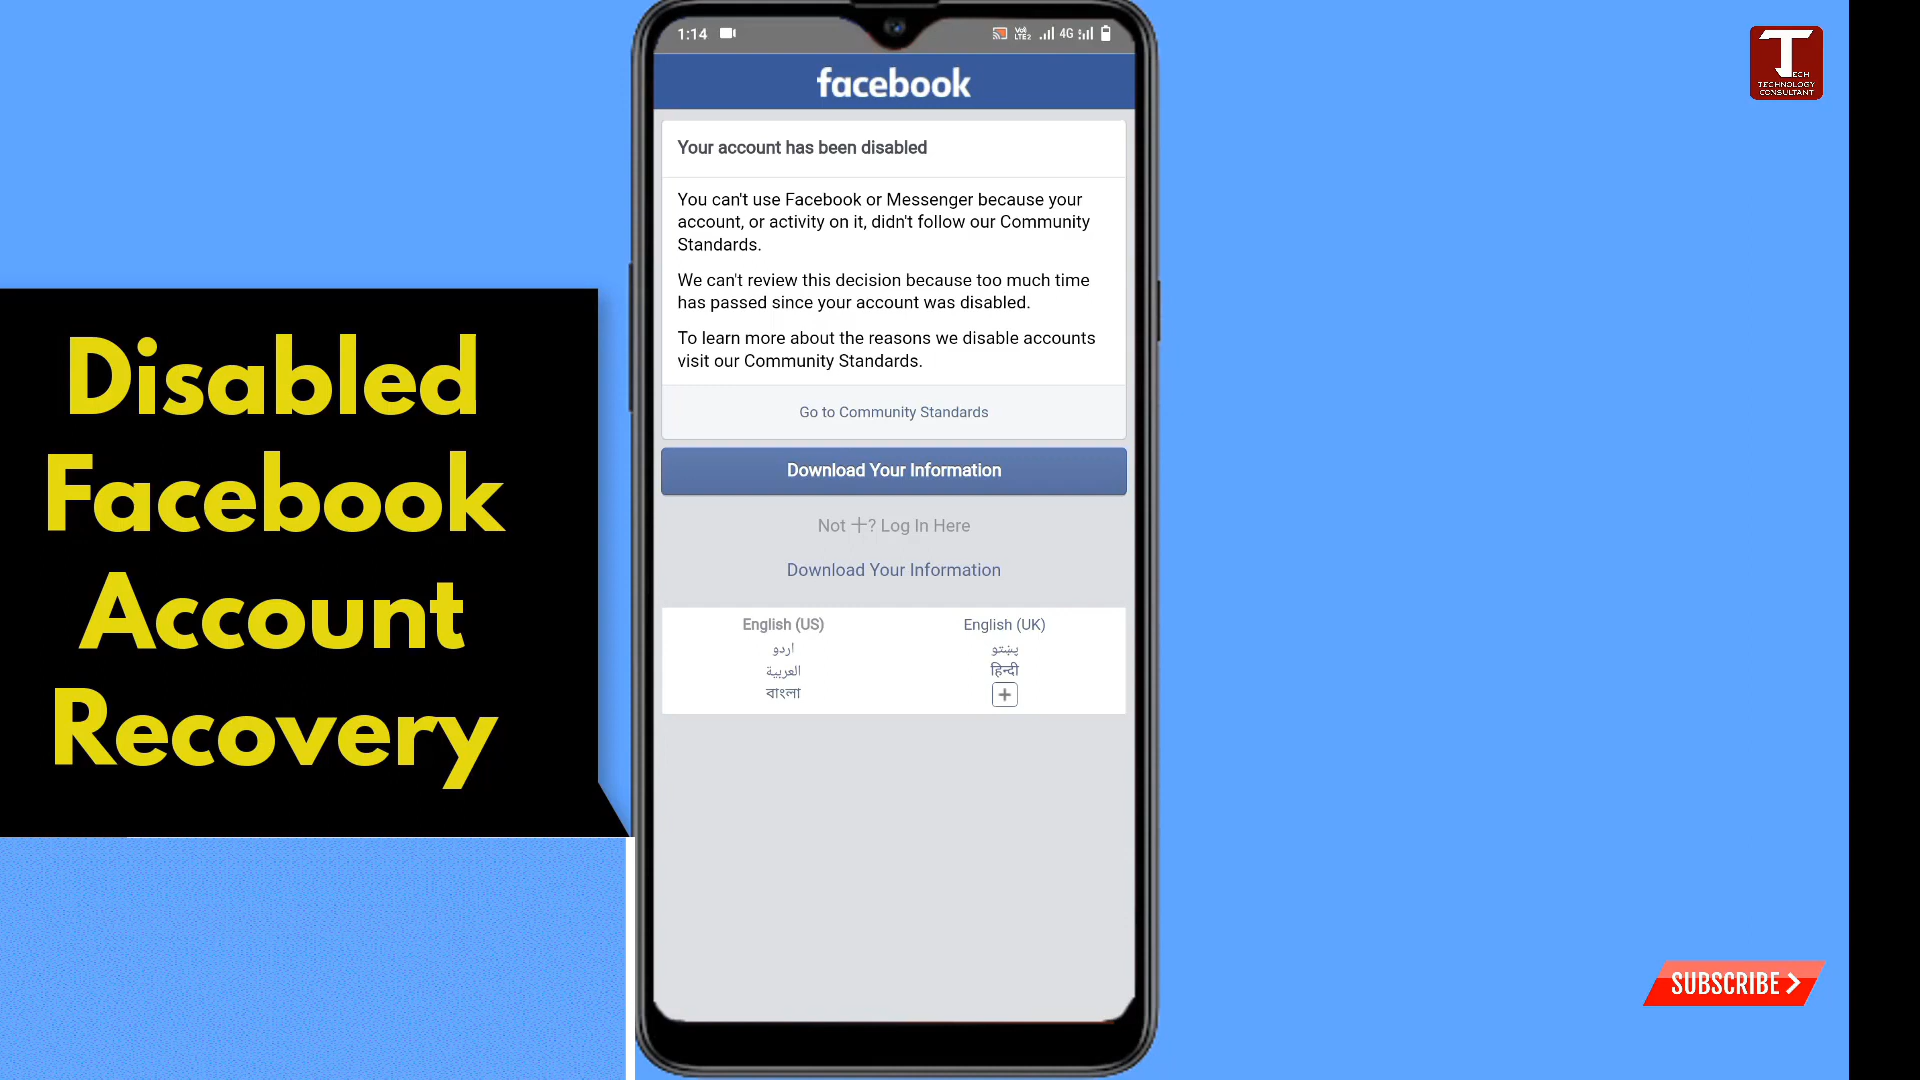 1:14
Vo) LTE2 4G
facebook
Your account has been disabled
You can't use Facebook or Messenger because your
account, or activity on it, didn't follow our Community
Standards.
We can't review this decision because too much time
has passed since your account was disabled.
To learn more about the reasons we disable accounts
visit our Community Standards.
Go to Community Standards
Download Your Information
Not 十? Log In Here
Download Your Information
English (US)
English (UK)
اردو
پښتو
العربية
हिन्दी
বাংলা
+
Disabled
Facebook
Account
Recovery
TECH
TECHNOLOGY
CONSULTANT
SUBSCRIBE